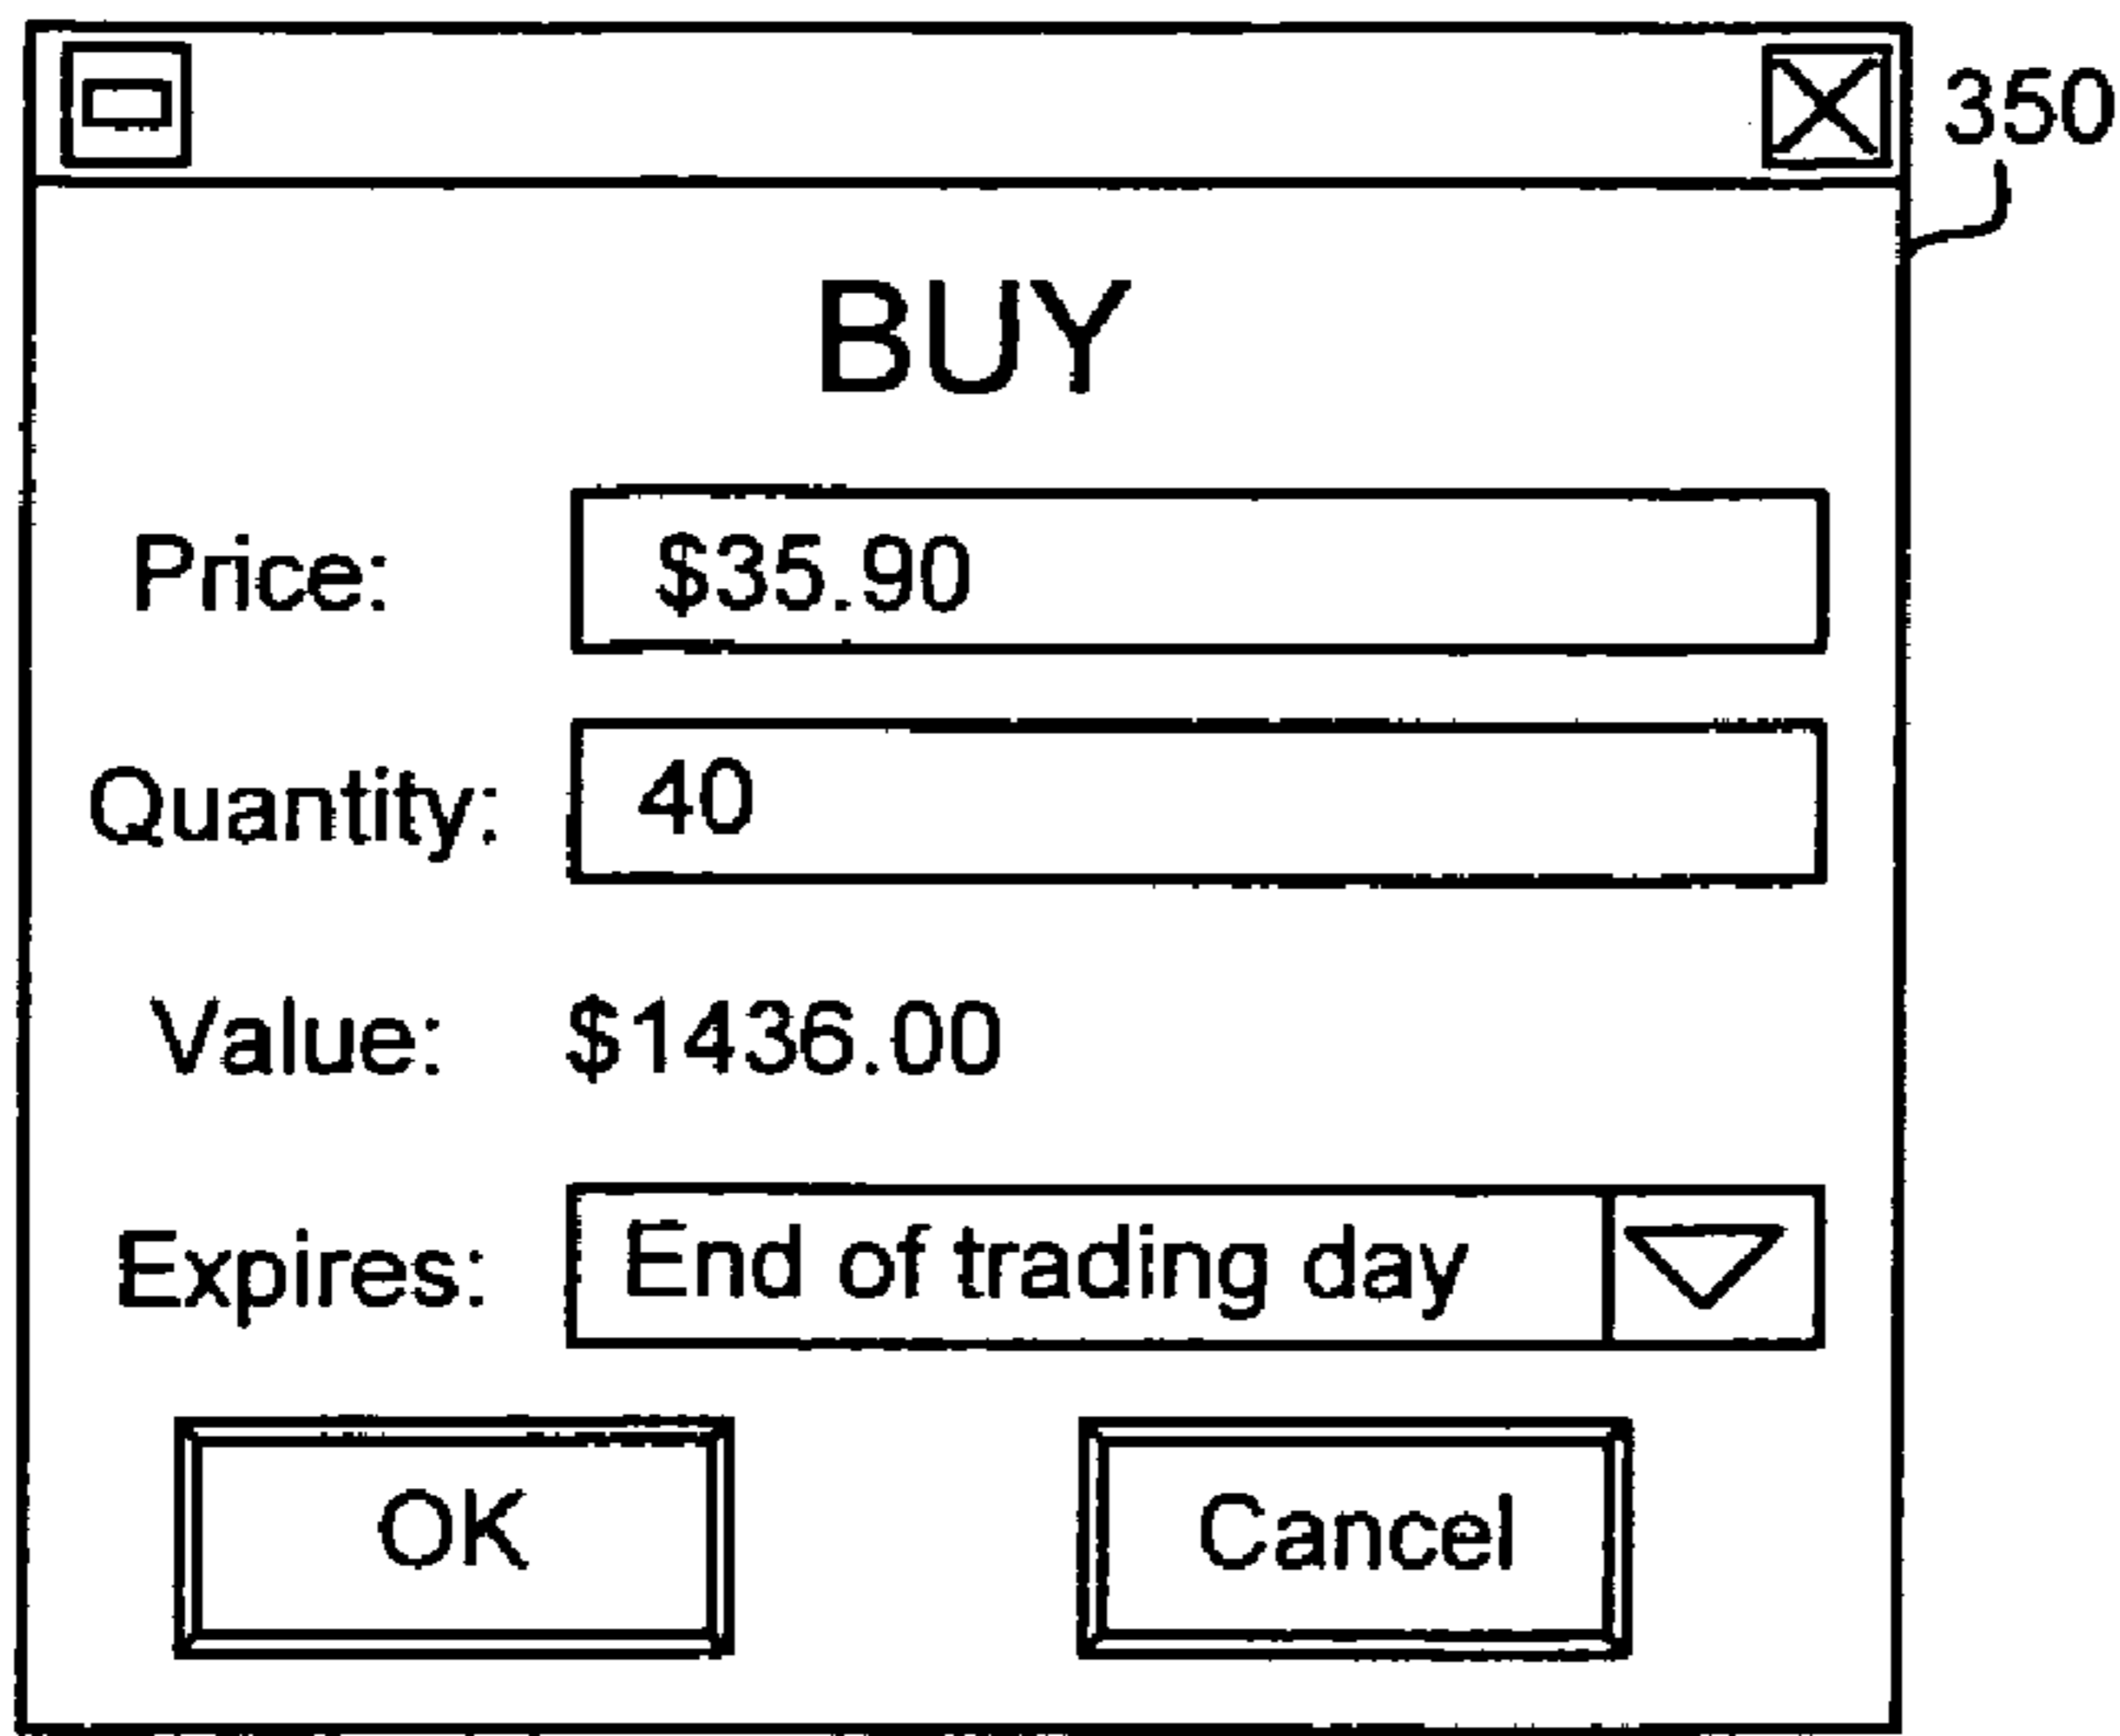 350
BUY
Price: $35.90
Quantity: 40
Value: $1436.00
Expires: End of trading day
OK Cancel